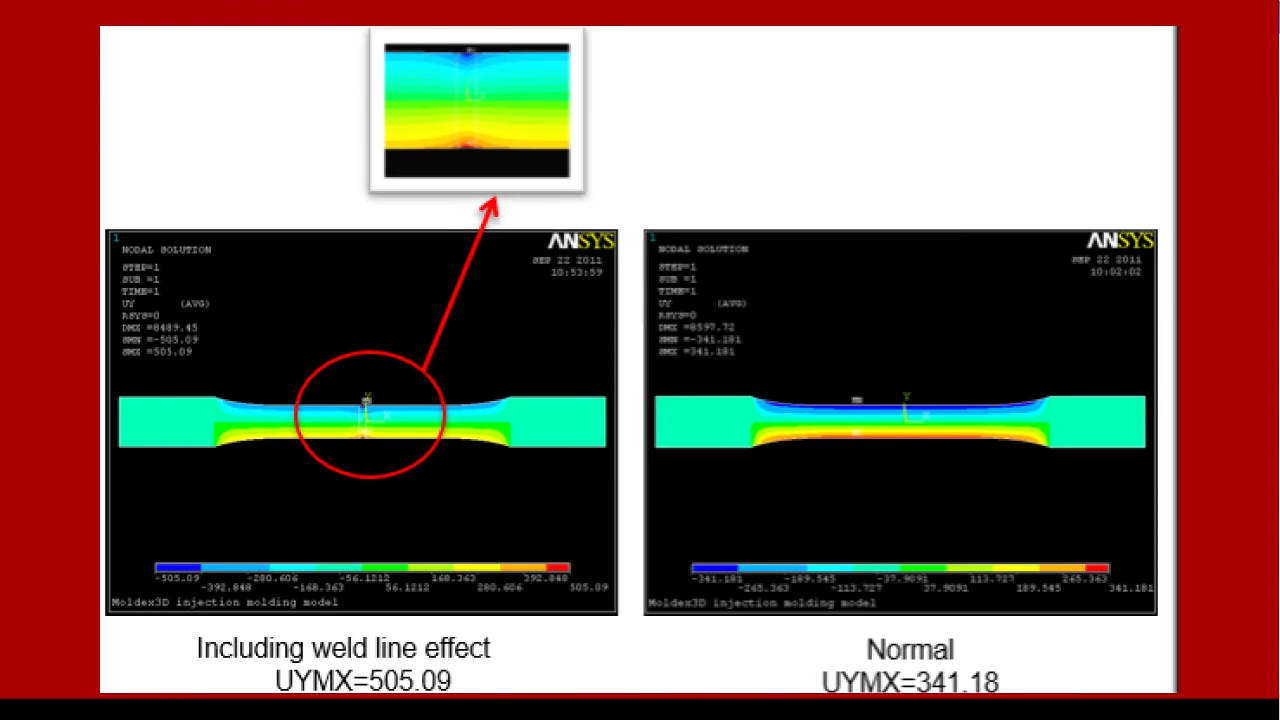 1
NODAL SOLUTION
STEP=1
SUB =1
TIME=1
UY (AVG)
RSYS=0
DMX =8489.45
SMN =-505.09
SMX =505.09
ANSYS
SEP 22 2011
10:53:59
Y
X
-505.09 -280.606 -56.1212 168.363 392.848
-392.848 -168.363 56.1212 280.606 505.09
Moldex3D injection molding model
Including weld line effect
UYMX=505.09
1
NODAL SOLUTION
STEP=1
SUB =1
TIME=1
UY (AVG)
RSYS=0
DMX =8597.72
SMN =-341.181
SMX =341.181
ANSYS
SEP 22 2011
10:02:02
Y
X
-341.181 -189.545 -37.9091 113.727 265.363
-265.363 -113.727 37.9091 189.545 341.181
Moldex3D injection molding model
Normal
UYMX=341.18